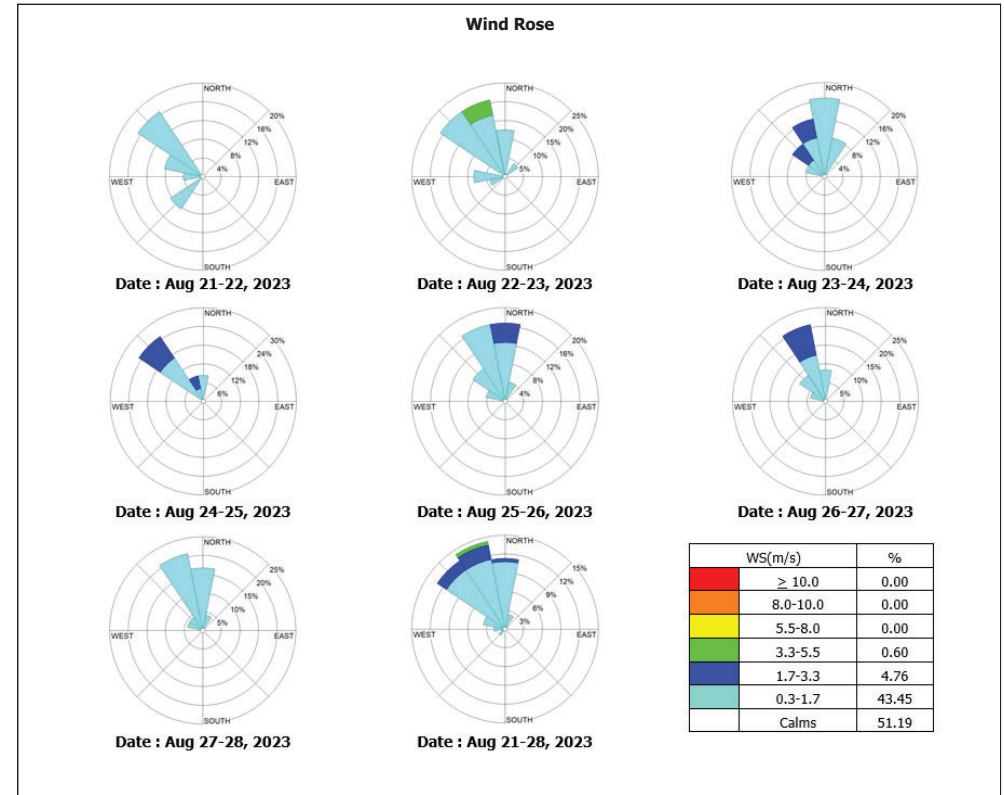 Wind Rose
NORTH
20%
16%
12%
8%
4%
WEST
EAST
SOUTH
Date : Aug 21-22, 2023
NORTH
25%
20%
15%
10%
5%
WEST
EAST
SOUTH
Date : Aug 22-23, 2023
NORTH
20%
16%
12%
8%
4%
WEST
EAST
SOUTH
Date : Aug 23-24, 2023
NORTH
30%
24%
18%
12%
6%
WEST
EAST
SOUTH
Date : Aug 24-25, 2023
NORTH
20%
16%
12%
8%
4%
WEST
EAST
SOUTH
Date : Aug 25-26, 2023
NORTH
25%
20%
15%
10%
5%
WEST
EAST
SOUTH
Date : Aug 26-27, 2023
NORTH
25%
20%
15%
10%
5%
WEST
EAST
SOUTH
Date : Aug 27-28, 2023
NORTH
15%
12%
9%
6%
3%
WEST
EAST
SOUTH
Date : Aug 21-28, 2023
WS(m/s) %
≥ 10.0 0.00
8.0-10.0 0.00
5.5-8.0 0.00
3.3-5.5 0.60
1.7-3.3 4.76
0.3-1.7 43.45
Calms 51.19